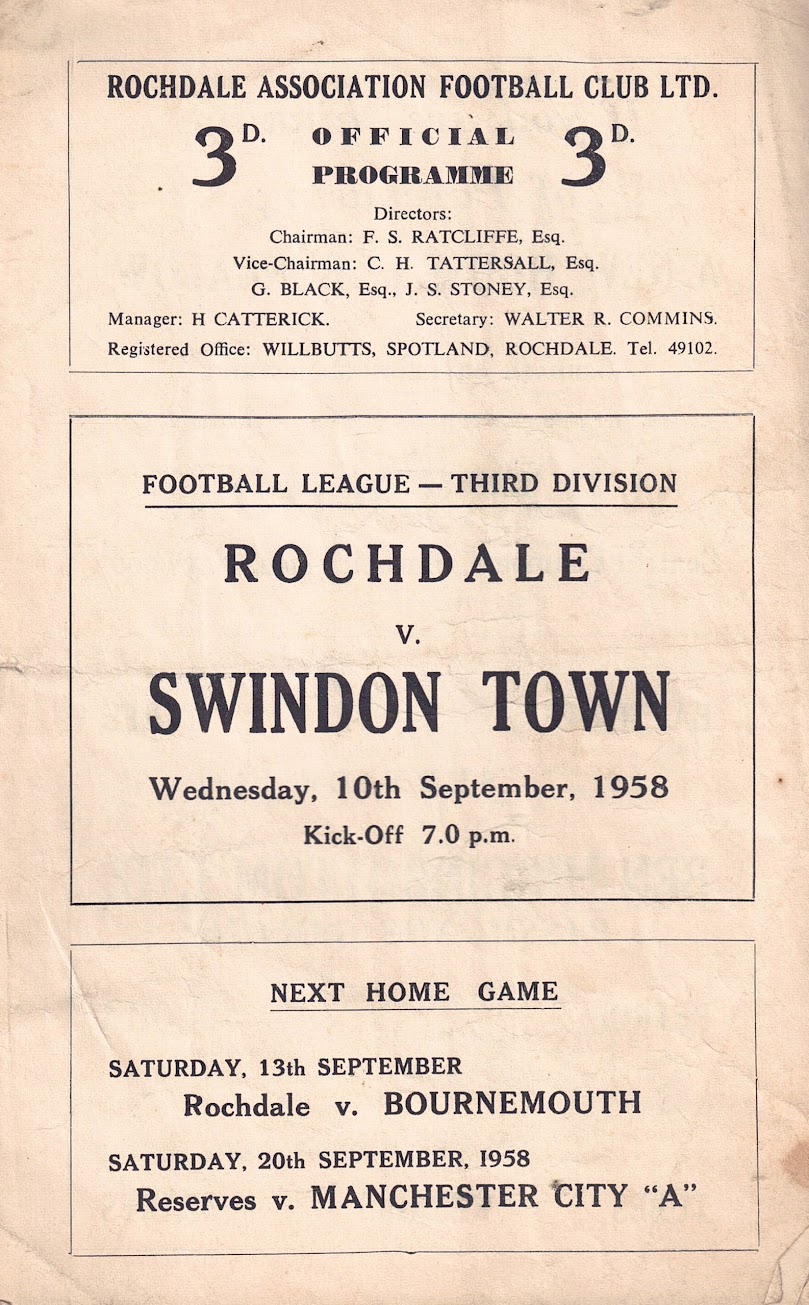 ROCHDALE ASSOCIATION FOOTBALL CLUB LTD.
3D. OFFICIAL 3D.
PROGRAMME
Directors:
Chairman: F. S. RATCLIFFE, Esq.
Vice-Chairman: C. H. TATTERSALL, Esq.
G. BLACK, Esq., J. S. STONEY, Esq.
Manager: H CATTERICK. Secretary: WALTER R. COMMINS.
Registered Office: WILLBUTTS, SPOTLAND, ROCHDALE. Tel. 49102.
FOOTBALL LEAGUE — THIRD DIVISION
ROCHDALE
v.
SWINDON TOWN
Wednesday, 10th September, 1958
Kick-Off 7.0 p.m.
NEXT HOME GAME
SATURDAY, 13th SEPTEMBER
Rochdale v. BOURNEMOUTH
SATURDAY, 20th SEPTEMBER, 1958
Reserves v. MANCHESTER CITY “A”